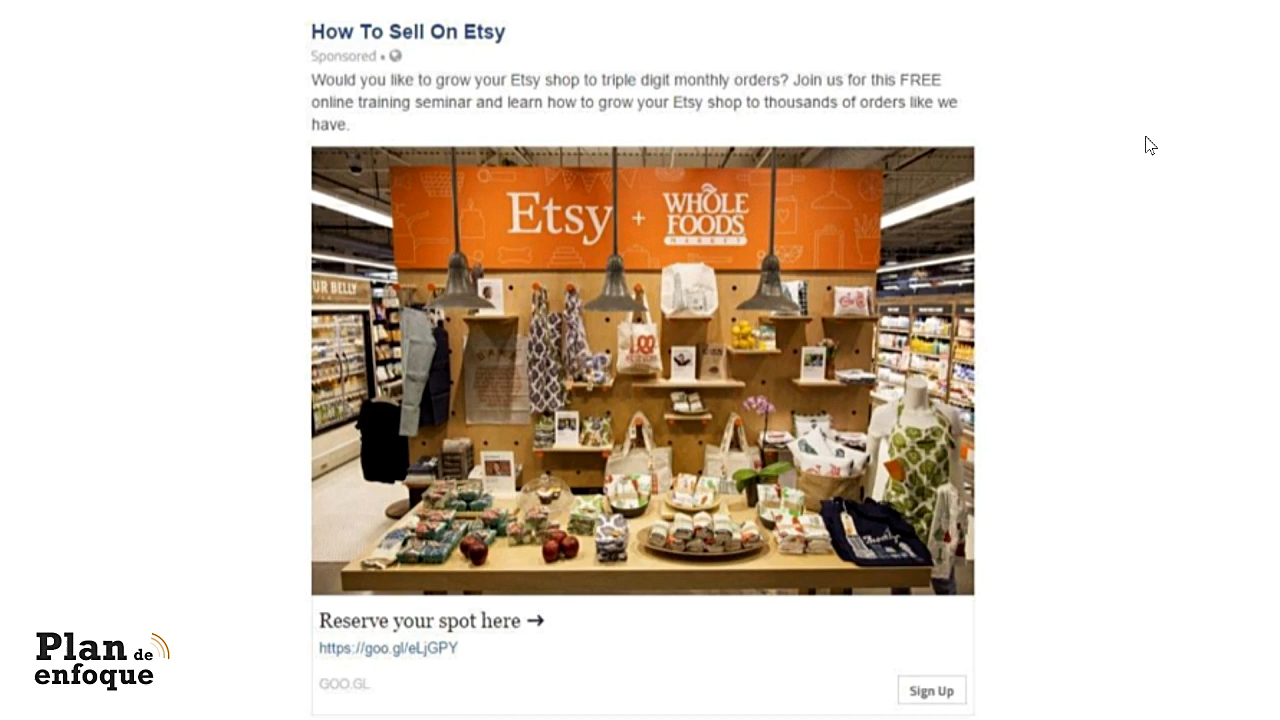 How To Sell On Etsy
Sponsored •
Would you like to grow your Etsy shop to triple digit monthly orders? Join us for this FREE
online training seminar and learn how to grow your Etsy shop to thousands of orders like we
have.
Etsy + WHOLE
FOODS
MARKET
UR BELLY
Reserve your spot here →
https://goo.gl/eLjGPY
GOO.GL
Sign Up
Plan de
enfoque